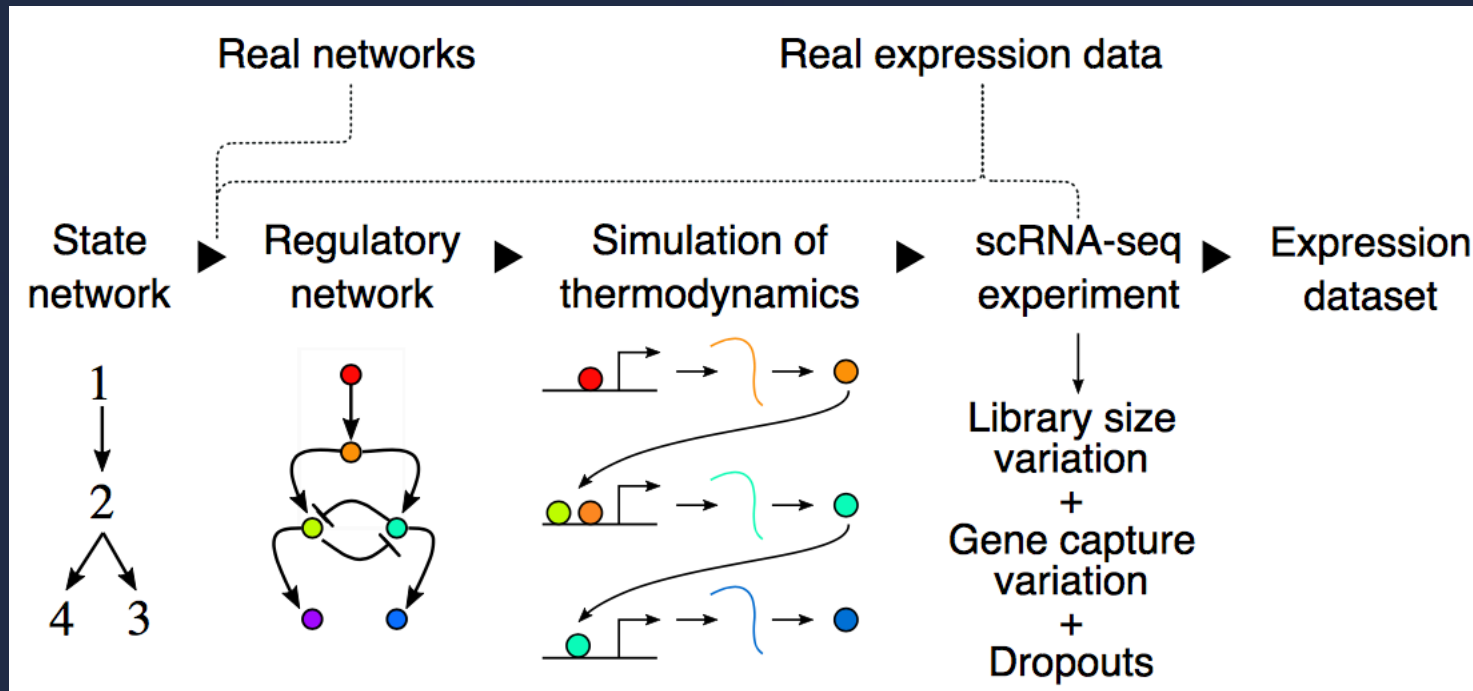 Real networks
Real expression data
State
network
Regulatory
network
Simulation of
thermodynamics
scRNA-seq
experiment
Expression
dataset
1
2
4 3
Library size
variation
+
Gene capture
variation
+
Dropouts